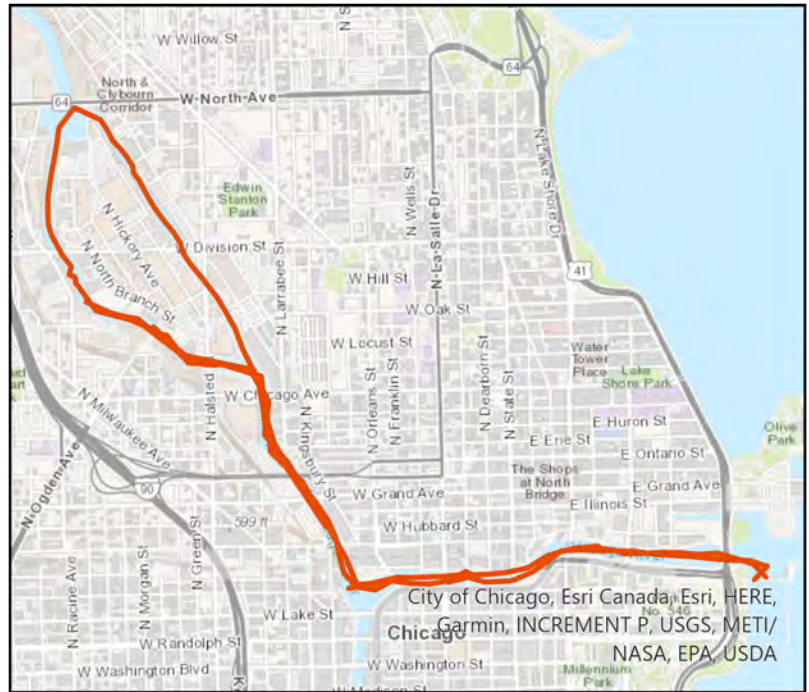 W Willow St
N S
64
North &
Clybourn
Corridor
64
W-North-Ave
N Lake Shore Dr
Edwin
Stanton
Park
N Wells St
N-La-Salle-Dr
N Hickory Ave
W Division St
N Larrabee St
41
N North Branch St
W Hill St
W Oak St
W Locust St
Water
Tower
Place
Lake
Shore Park
N Halsted
W Chicago Ave
N Orleans St
N Franklin St
N Dearborn St
N State St
N Milwaukee Ave
N Kingsbury St
E Huron St
Olive
Park
E Erie St
E Ontario St
N Ogden Ave
90
W Grand Ave
The Shops
at North
Bridge
E Grand Ave
E Illinois St
599 ft
N Green St
W Hubbard St
N Racine Ave
N Morgan St
W Lake St
City of Chicago, Esri Canada, Esri, HERE,
No. 546
Garmin, INCREMENT P, USGS, METI/
Chicago
NASA, EPA, USDA
W Randolph St
W Washington St
W Washington Blvd
Millennium
Park
W Madison St